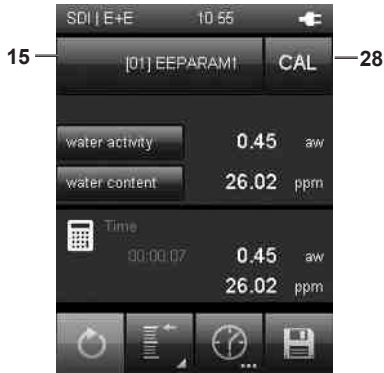 SDI | E+E 10 55
15 [01] EEPARAM1 CAL 28
water activity 0.45 aw
water content 26.02 ppm
Time
00:00:07 0.45 aw
26.02 ppm